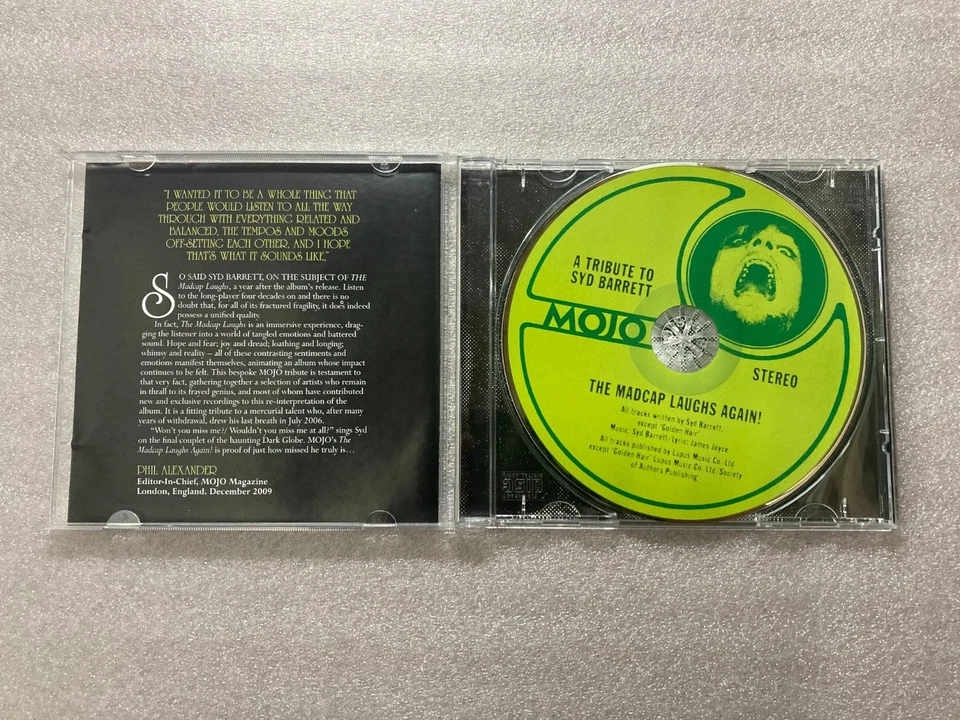 "I WANTED IT TO BE A WHOLE THING THAT
PEOPLE WOULD LISTEN TO ALL THE WAY
THROUGH WITH EVERYTHING RELATED AND
BALANCED, THE TEMPOS AND MOODS
OFF-SETTING EACH OTHER, AND I HOPE
THAT'S WHAT IT SOUNDS LIKE,"
SO SAID SYD BARRETT, ON THE SUBJECT OF THE
Madcap Laughs, a year after the album's release. Listen
to the long-player four decades on and there is no
doubt that, for all of its fractured fragility, it does indeed
possess a unified quality.
In fact, The Madcap Laughs is an immersive experience, drag-
ging the listener into a world of tangled emotions and battered
sound. Hope and fear; joy and dread; loathing and longing;
whimsy and reality – all of these contrasting sentiments and
emotions manifest themselves, animating an album whose impact
continues to be felt. This bespoke MOJO tribute is testament to
that very fact, gathering together a selection of artists who remain
in thrall to its frayed genius, and most of whom have contributed
new and exclusive recordings to this re-interpretation of the
album. It is a fitting tribute to a mercurial talent who, after many
years of withdrawal, drew his last breath in July 2006.
"Won't you miss me?/ Wouldn't you miss me at all?" sings Syd
on the final couplet of the haunting Dark Globe. MOJO's The
Madcap Laughs Again! is proof of just how missed he truly is...
PHIL ALEXANDER
Editor-In-Chief, MOJO Magazine
London, England. December 2009
A TRIBUTE TO
SYD BARRETT
MOJO
STEREO
THE MADCAP LAUGHS AGAIN!
All tracks written by Syd Barrett,
except 'Golden Hair'
Music: Syd Barrett/Lyric: James Joyce
All tracks published by Lupus Music Co. Ltd
except 'Golden Hair' Lupus Music Co. Ltd/Society
of Authors Publishing